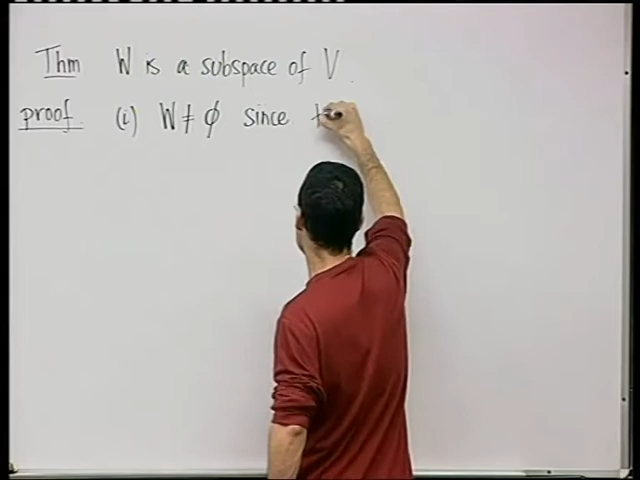 Thm W is a subspace of V.
proof. (i) W ≠ ϕ since